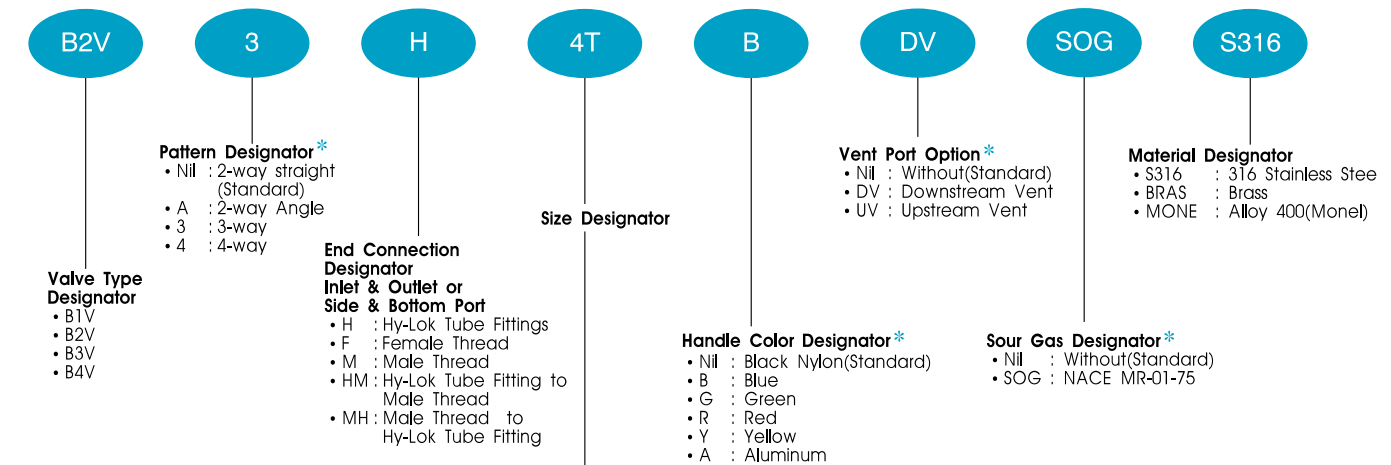 B2V 3 H 4T B DV SOG S316
Valve Type
Designator
• B1V
• B2V
• B3V
• B4V
Pattern Designator*
• Nil : 2-way straight
(Standard)
• A : 2-way Angle
• 3 : 3-way
• 4 : 4-way
End Connection
Designator
Inlet & Outlet or
Side & Bottom Port
• H : Hy-Lok Tube Fittings
• F : Female Thread
• M : Male Thread
• HM : Hy-Lok Tube Fitting to
Male Thread
• MH : Male Thread to
Hy-Lok Tube Fitting
Size Designator
Handle Color Designator*
• Nil : Black Nylon(Standard)
• B : Blue
• G : Green
• R : Red
• Y : Yellow
• A : Aluminum
Vent Port Option*
• Nil : Without(Standard)
• DV : Downstream Vent
• UV : Upstream Vent
Sour Gas Designator*
• Nil : Without(Standard)
• SOG : NACE MR-01-75
Material Designator
• S316 : 316 Stainless Stee
• BRAS : Brass
• MONE : Alloy 400(Monel)